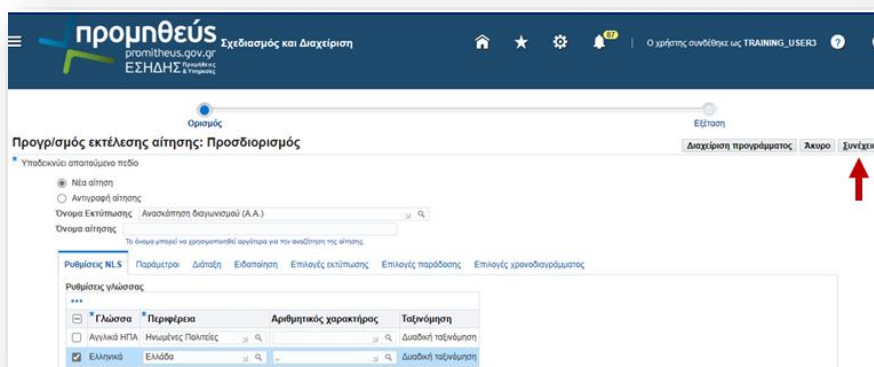 προμηθεύς
promitheus.gov.gr
ΕΣΗΔΗΣ Προμήθειες & Υπηρεσίες
Σχεδιασμός και Διαχείριση
67
Ο χρήστης συνδέθηκε ως TRAINING_USER3
?
Ορισμός
Εξέταση
Προγρ/σμός εκτέλεσης αίτησης: Προσδιορισμός
Διαχείριση προγράμματος Άκυρο Συνέχει
* Υποδεικνύει απαιτούμενο πεδίο
Νέα αίτηση
Αντιγραφή αίτησης
Όνομα Εκτύπωσης Ανασκόπηση διαγωνισμού (Α.Α.)
Όνομα αίτησης
Το όνομα μπορεί να χρησιμοποιηθεί αργότερα για την αναζήτηση της αίτησης.
Ρυθμίσεις NLS Παράμετροι Διάταξη Ειδοποίηση Επιλογές εκτύπωσης Επιλογές παράδοσης Επιλογές χρονοδιαγράμματος
Ρυθμίσεις γλώσσας
* Γλώσσα * Περιφέρεια Αριθμητικός χαρακτήρας Ταξινόμηση
Αγγλικά ΗΠΑ Ηνωμένες Πολιτείες Δυαδική ταξινόμηση
Ελληνικά Ελλάδα Δυαδική ταξινόμηση